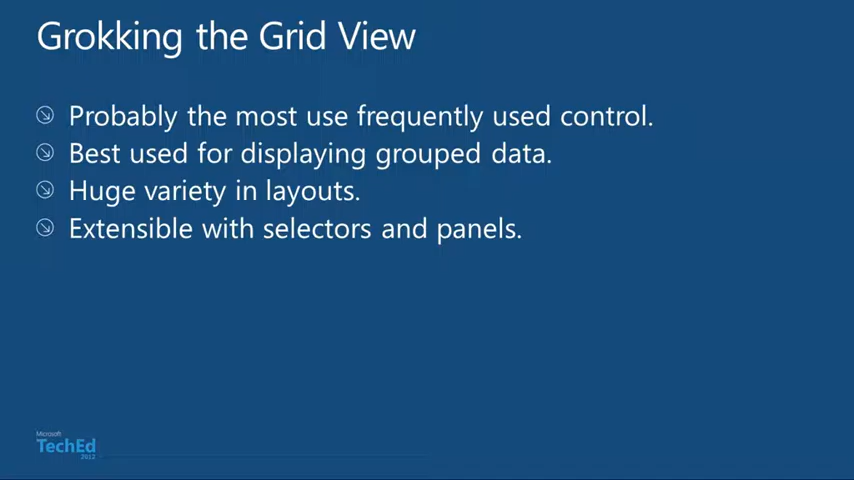 Grokking the Grid View
Probably the most use frequently used control.
Best used for displaying grouped data.
Huge variety in layouts.
Extensible with selectors and panels.
Microsoft
TechEd
2012